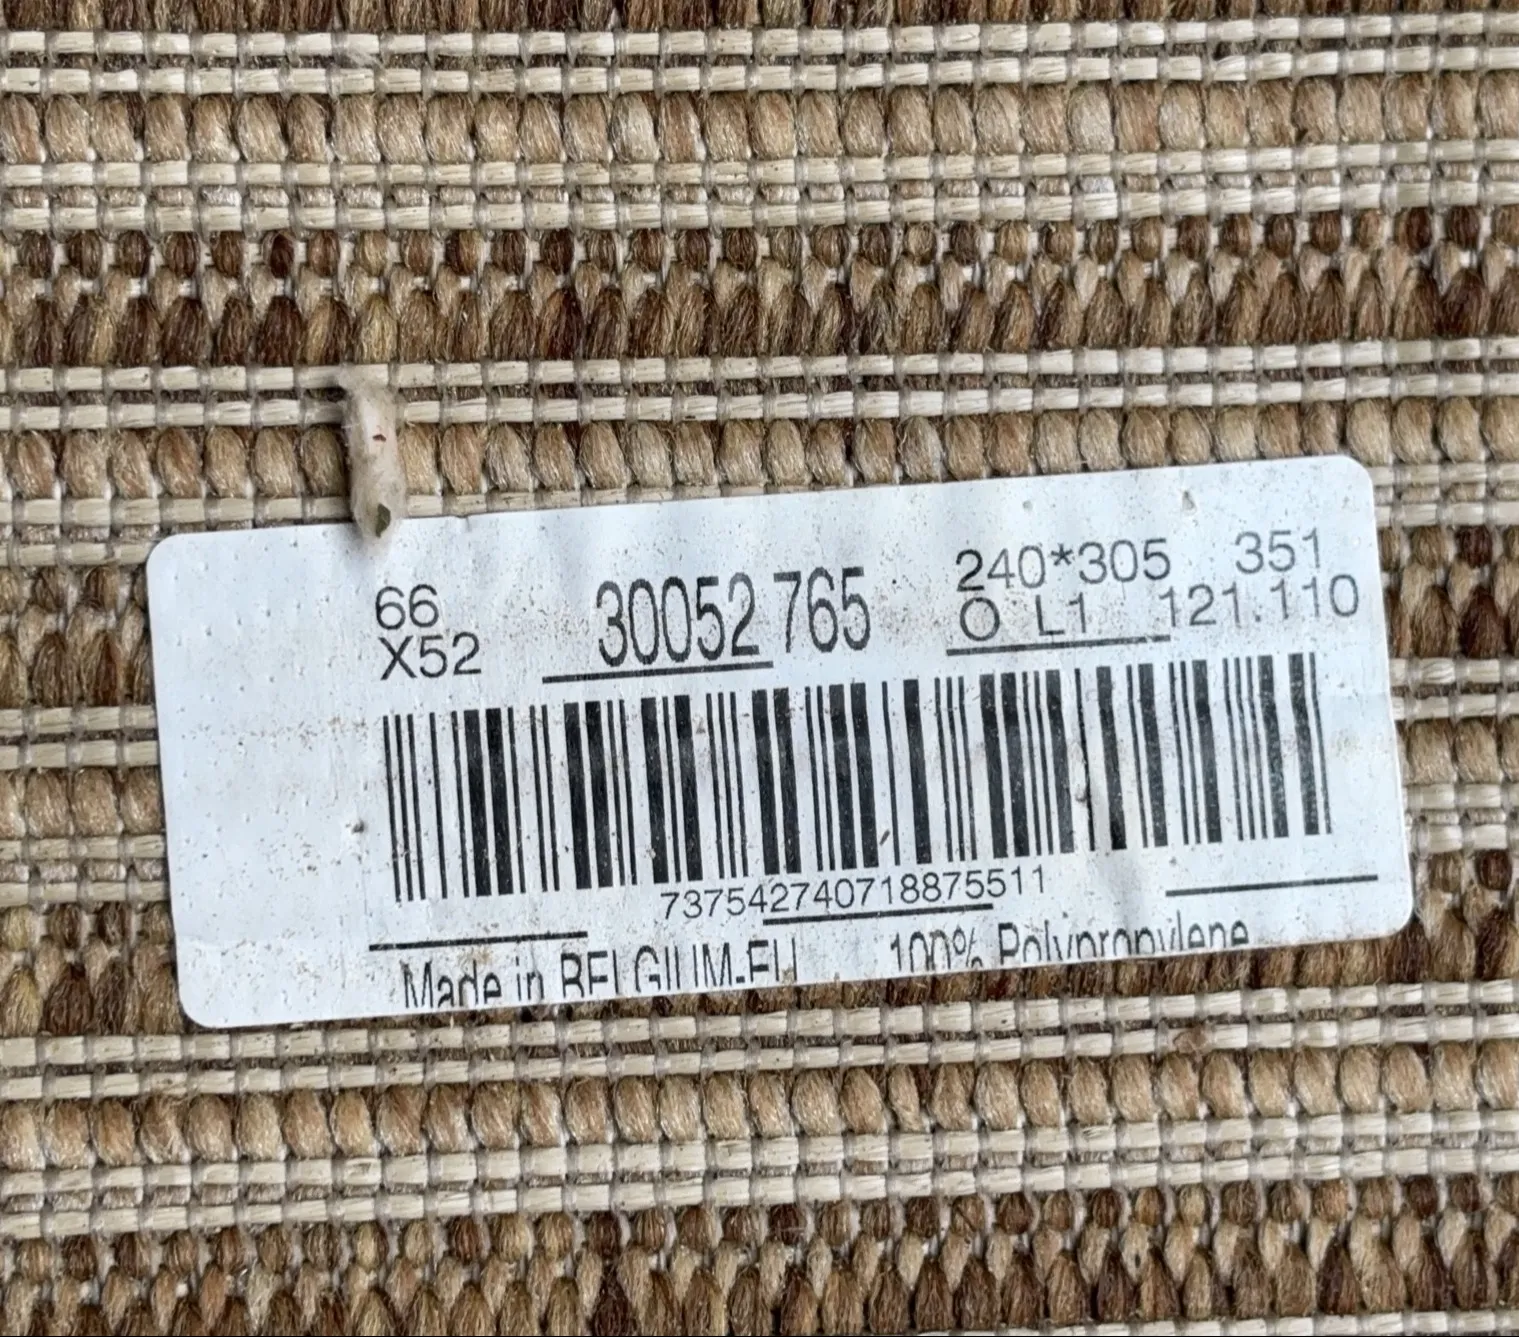 66 30052 765 240*305 351
X52 O L1 121.110
737542740718875511
Made in BELGIUM-EU 100% Polypropylene